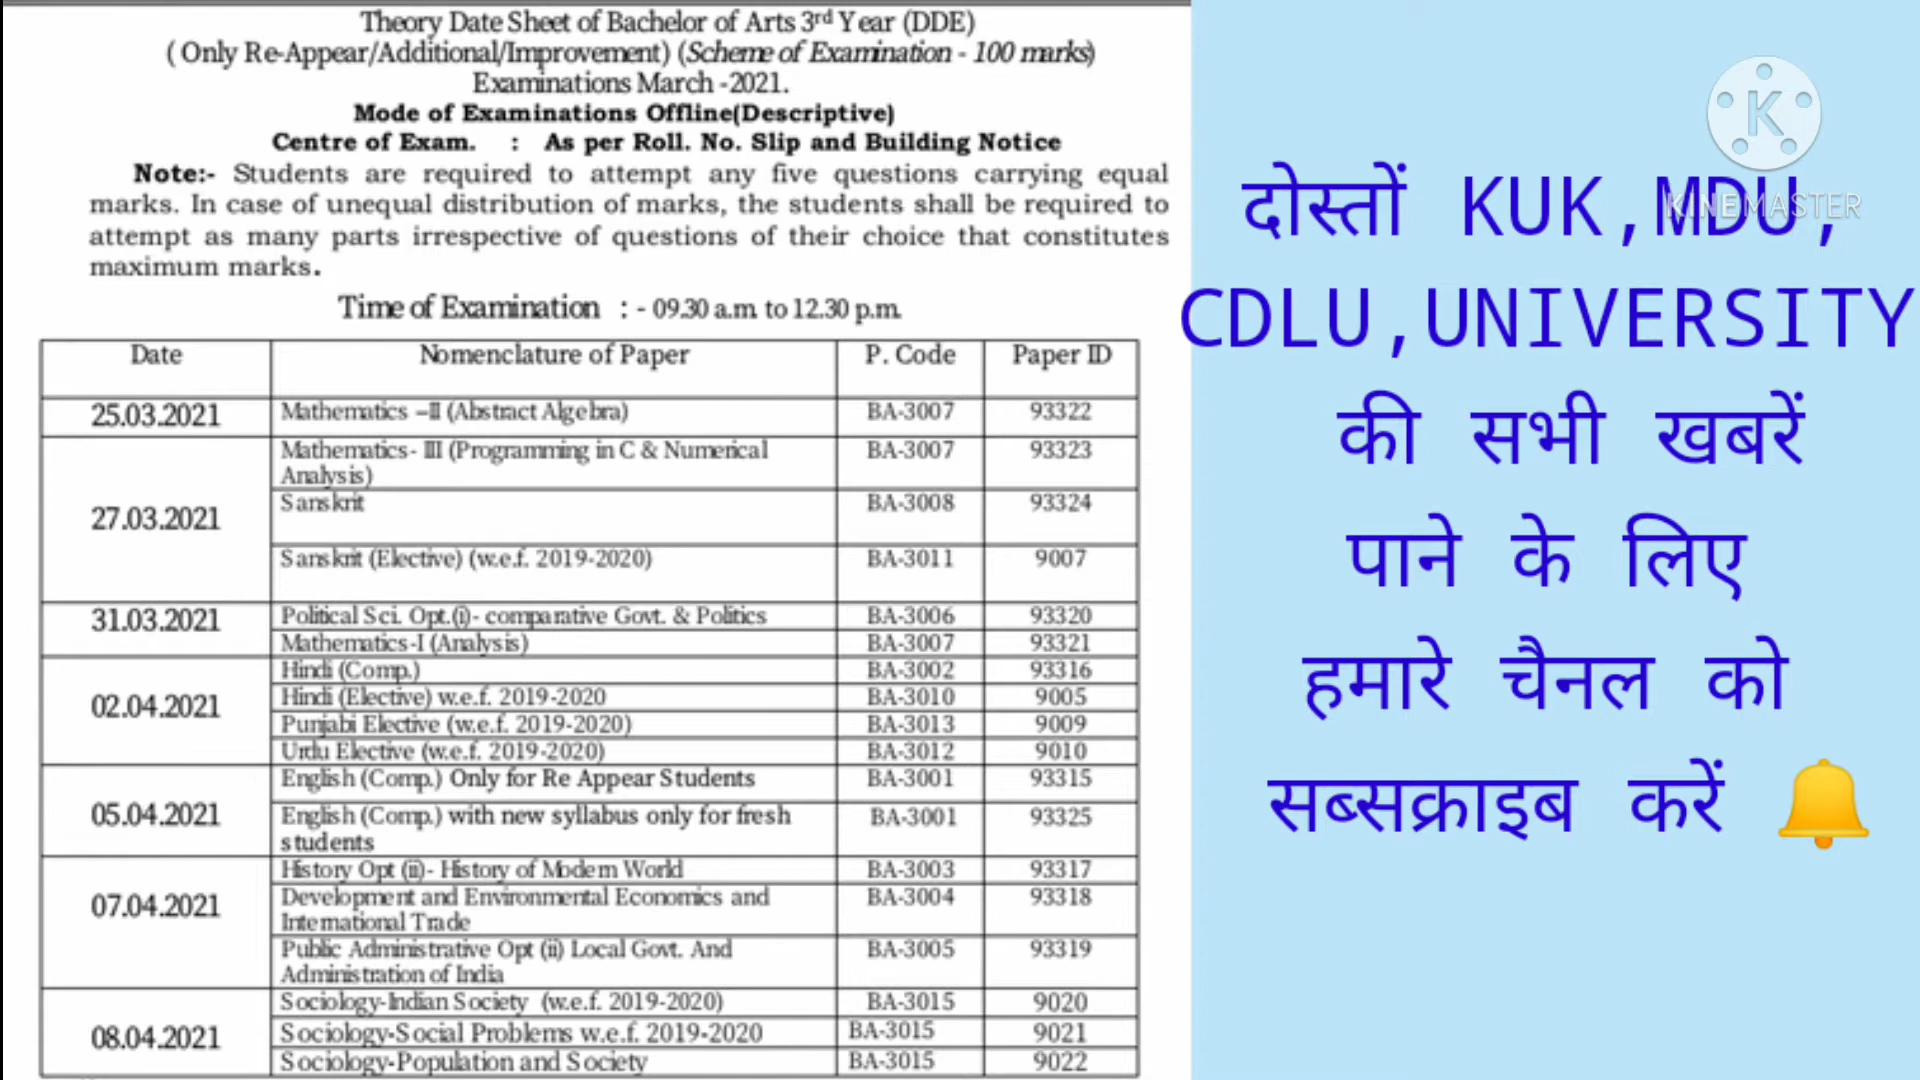 Theory Date Sheet of Bachelor of Arts 3rd Year (DDE)
( Only Re-Appear/Additional/Improvement) (Scheme of Examination - 100 marks)
Examinations March -2021.
Mode of Examinations Offline(Descriptive)
Centre of Exam. : As per Roll. No. Slip and Building Notice
Note:- Students are required to attempt any five questions carrying equal
marks. In case of unequal distribution of marks, the students shall be required to
attempt as many parts irrespective of questions of their choice that constitutes
maximum marks.
Time of Examination : - 09.30 a.m. to 12.30 p.m.
Date Nomenclature of Paper P. Code Paper ID
25.03.2021 Mathematics –II (Abstract Algebra) BA-3007 93322
27.03.2021
Mathematics- III (Programming in C & Numerical BA-3007 93323
Analysis)
Sanskrit BA-3008 93324
Sanskrit (Elective) (w.e.f. 2019-2020) BA-3011 9007
31.03.2021
Political Sci. Opt.(i)- comparative Govt. & Politics BA-3006 93320
Mathematics-I (Analysis) BA-3007 93321
02.04.2021
Hindi (Comp.) BA-3002 93316
Hindi (Elective) w.e.f. 2019-2020 BA-3010 9005
Punjabi Elective (w.e.f. 2019-2020) BA-3013 9009
Urdu Elective (w.e.f. 2019-2020) BA-3012 9010
05.04.2021
English (Comp.) Only for Re Appear Students BA-3001 93315
English (Comp.) with new syllabus only for fresh BA-3001 93325
students
07.04.2021
History Opt (ii)- History of Modern World BA-3003 93317
Development and Environmental Economics and BA-3004 93318
International Trade
Public Administrative Opt (ii) Local Govt. And BA-3005 93319
Administration of India
08.04.2021
Sociology-Indian Society (w.e.f. 2019-2020) BA-3015 9020
Sociology-Social Problems w.e.f. 2019-2020 BA-3015 9021
Sociology-Population and Society BA-3015 9022
K
KINEMASTER
दोस्तों KUK,MDU,
CDLU,UNIVERSITY
की सभी खबरें
पाने के लिए
हमारे चैनल को
सब्सक्राइब करें